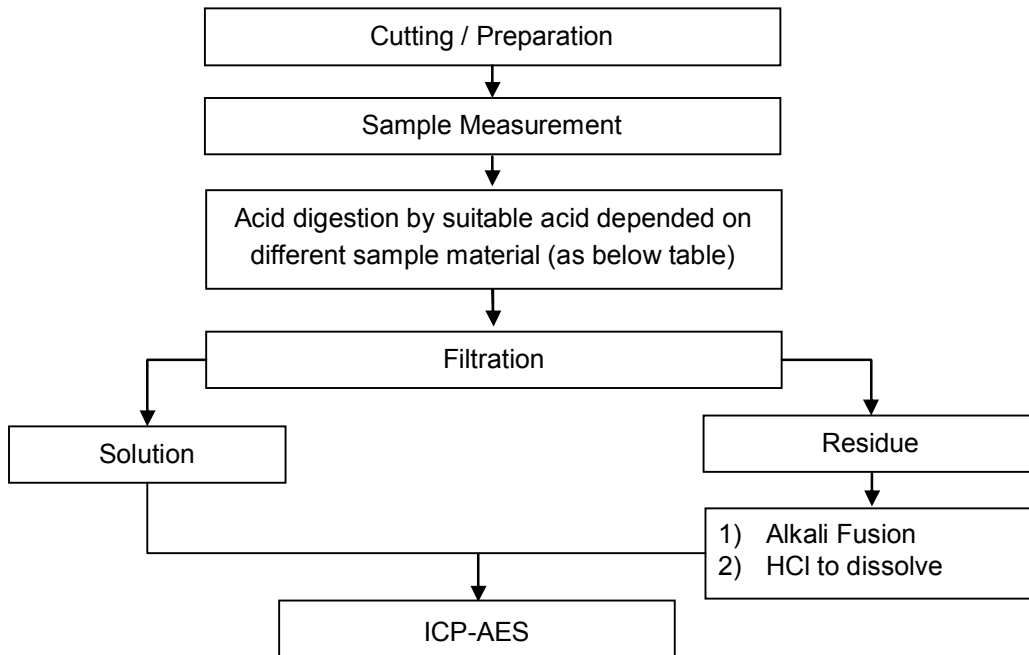 Cutting / Preparation
Sample Measurement
Acid digestion by suitable acid depended on
different sample material (as below table)
Filtration
Solution
Residue
1) Alkali Fusion
2) HCl to dissolve
ICP-AES